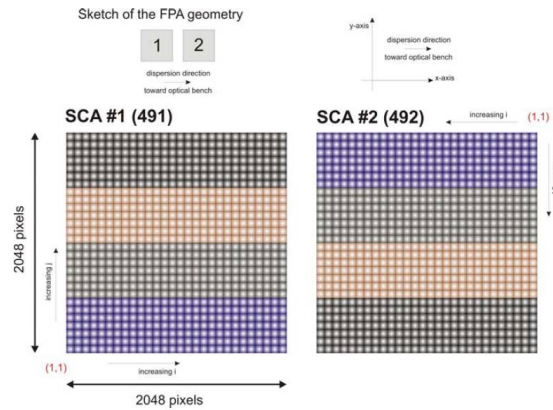 Sketch of the FPA geometry
1 2
dispersion direction
toward optical bench
y-axis
dispersion direction
toward optical bench
x-axis
SCA #1 (491)
SCA #2 (492)
increasing i
(1,1)
2048 pixels
increasing j
(1,1)
increasing i
2048 pixels